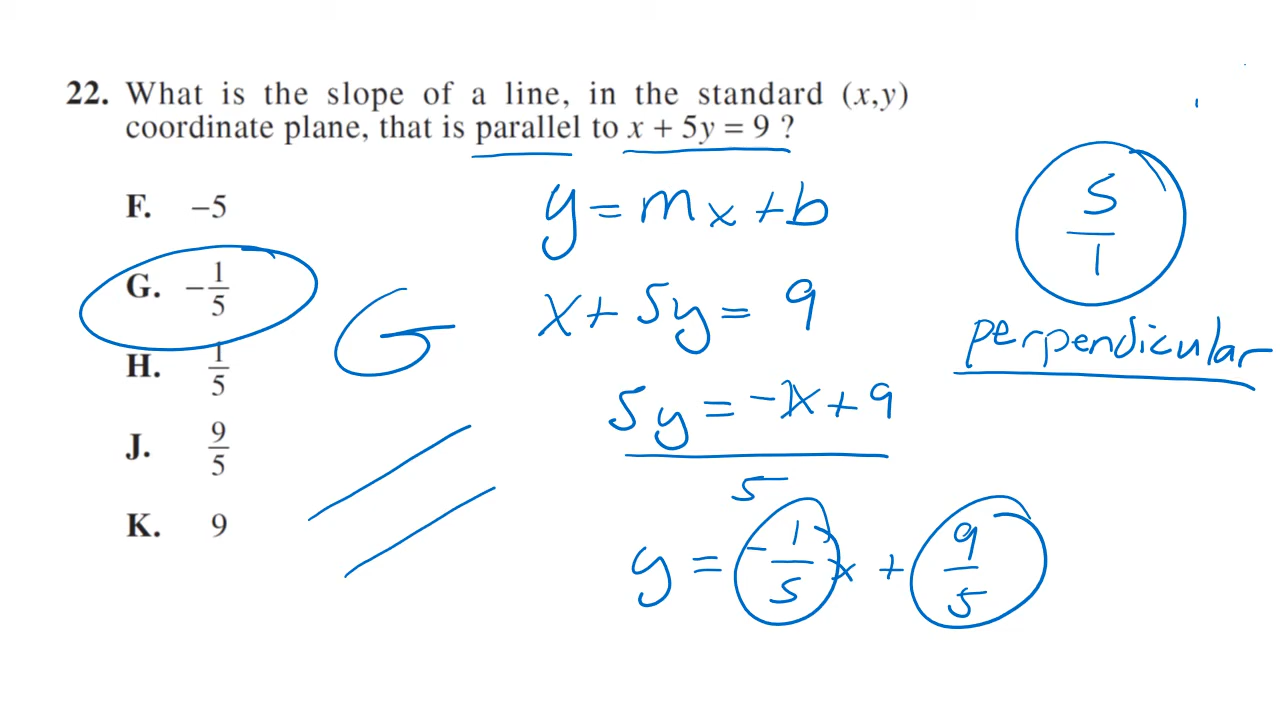 22. What is the slope of a line, in the standard (x,y)
coordinate plane, that is parallel to x + 5y = 9 ?
F. −5
G. −1/5
H. 1/5
J. 9/5
K. 9
G
y = mx + b
x + 5y = 9
5y = -x + 9
5
y = -1/5 x + 9/5
5/1
perpendicular